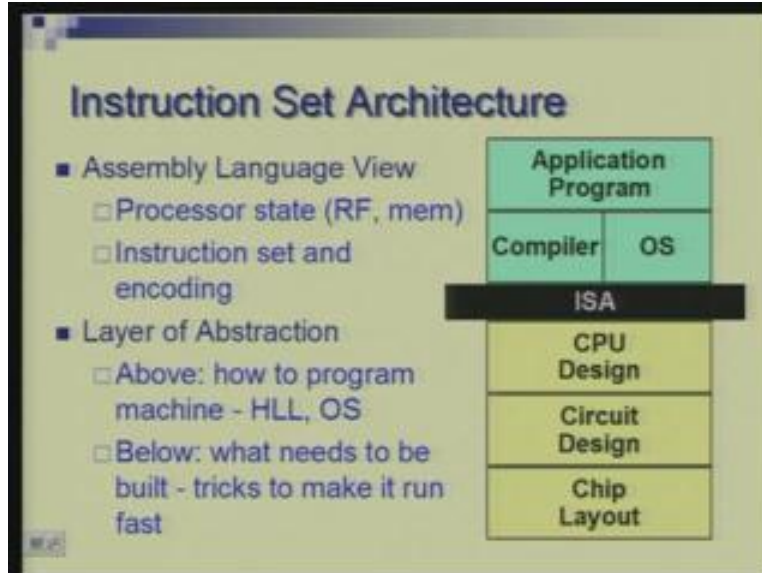 Instruction Set Architecture
■ Assembly Language View
□ Processor state (RF, mem)
□ Instruction set and
encoding
■ Layer of Abstraction
□ Above: how to program
machine - HLL, OS
□ Below: what needs to be
built - tricks to make it run
fast
Application
Program
Compiler
OS
ISA
CPU
Design
Circuit
Design
Chip
Layout